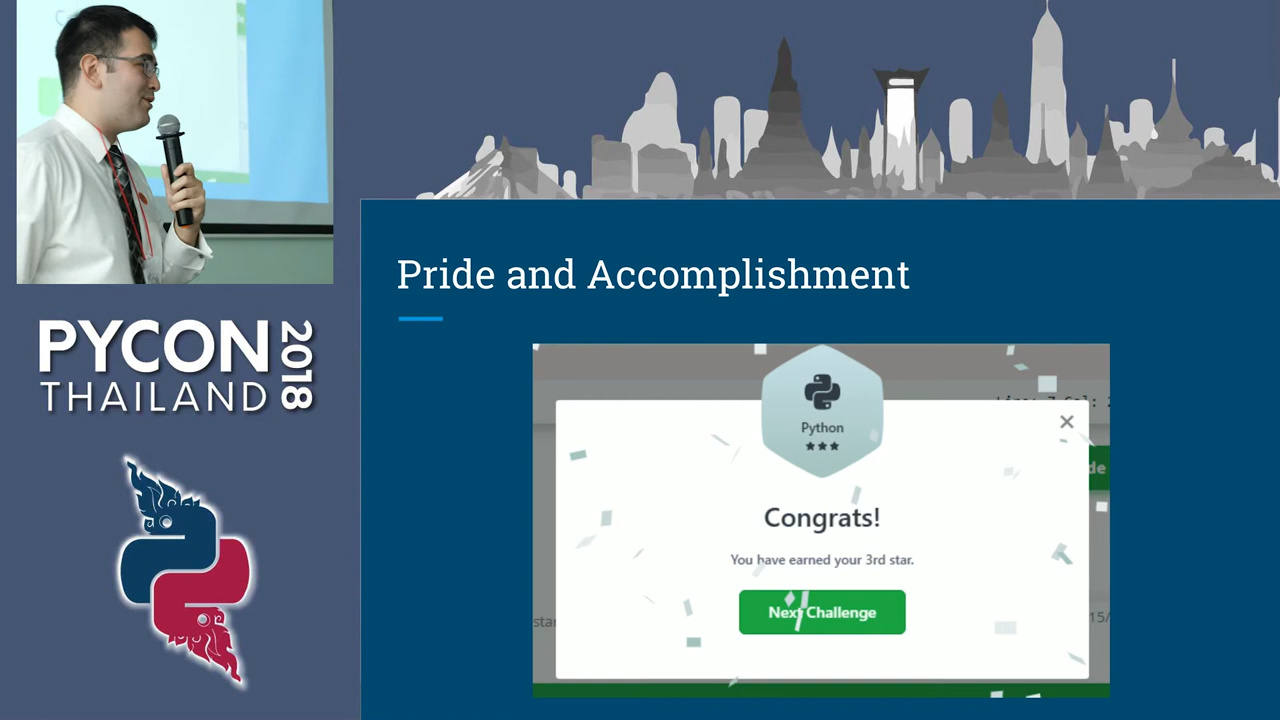 PYCON
THAILAND
2018
Pride and Accomplishment
Python
Congrats!
You have earned your 3rd star.
Next Challenge